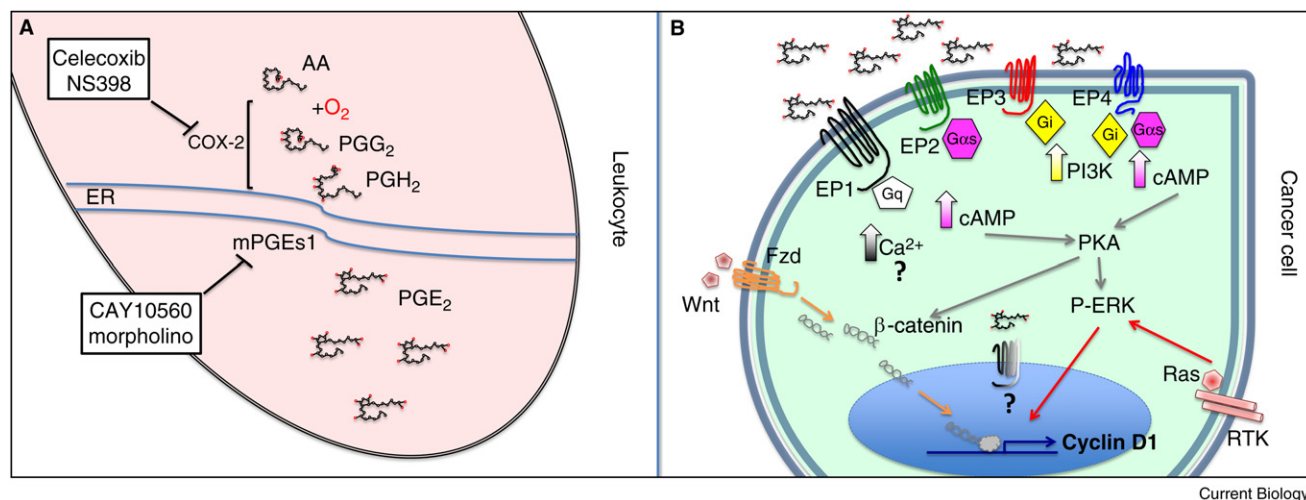 A
Celecoxib
NS398
AA
+O₂
COX-2
PGG₂
PGH₂
ER
mPGEs1
CAY10560
morpholino
PGE₂
Leukocyte
B
EP3
EP4
EP2
EP1
Gi
Gi
Gαs
Gαs
Gq
PI3K
cAMP
cAMP
Ca²⁺
?
PKA
Fzd
Wnt
β-catenin
P-ERK
Ras
RTK
?
Cyclin D1
Cancer cell
Current Biology